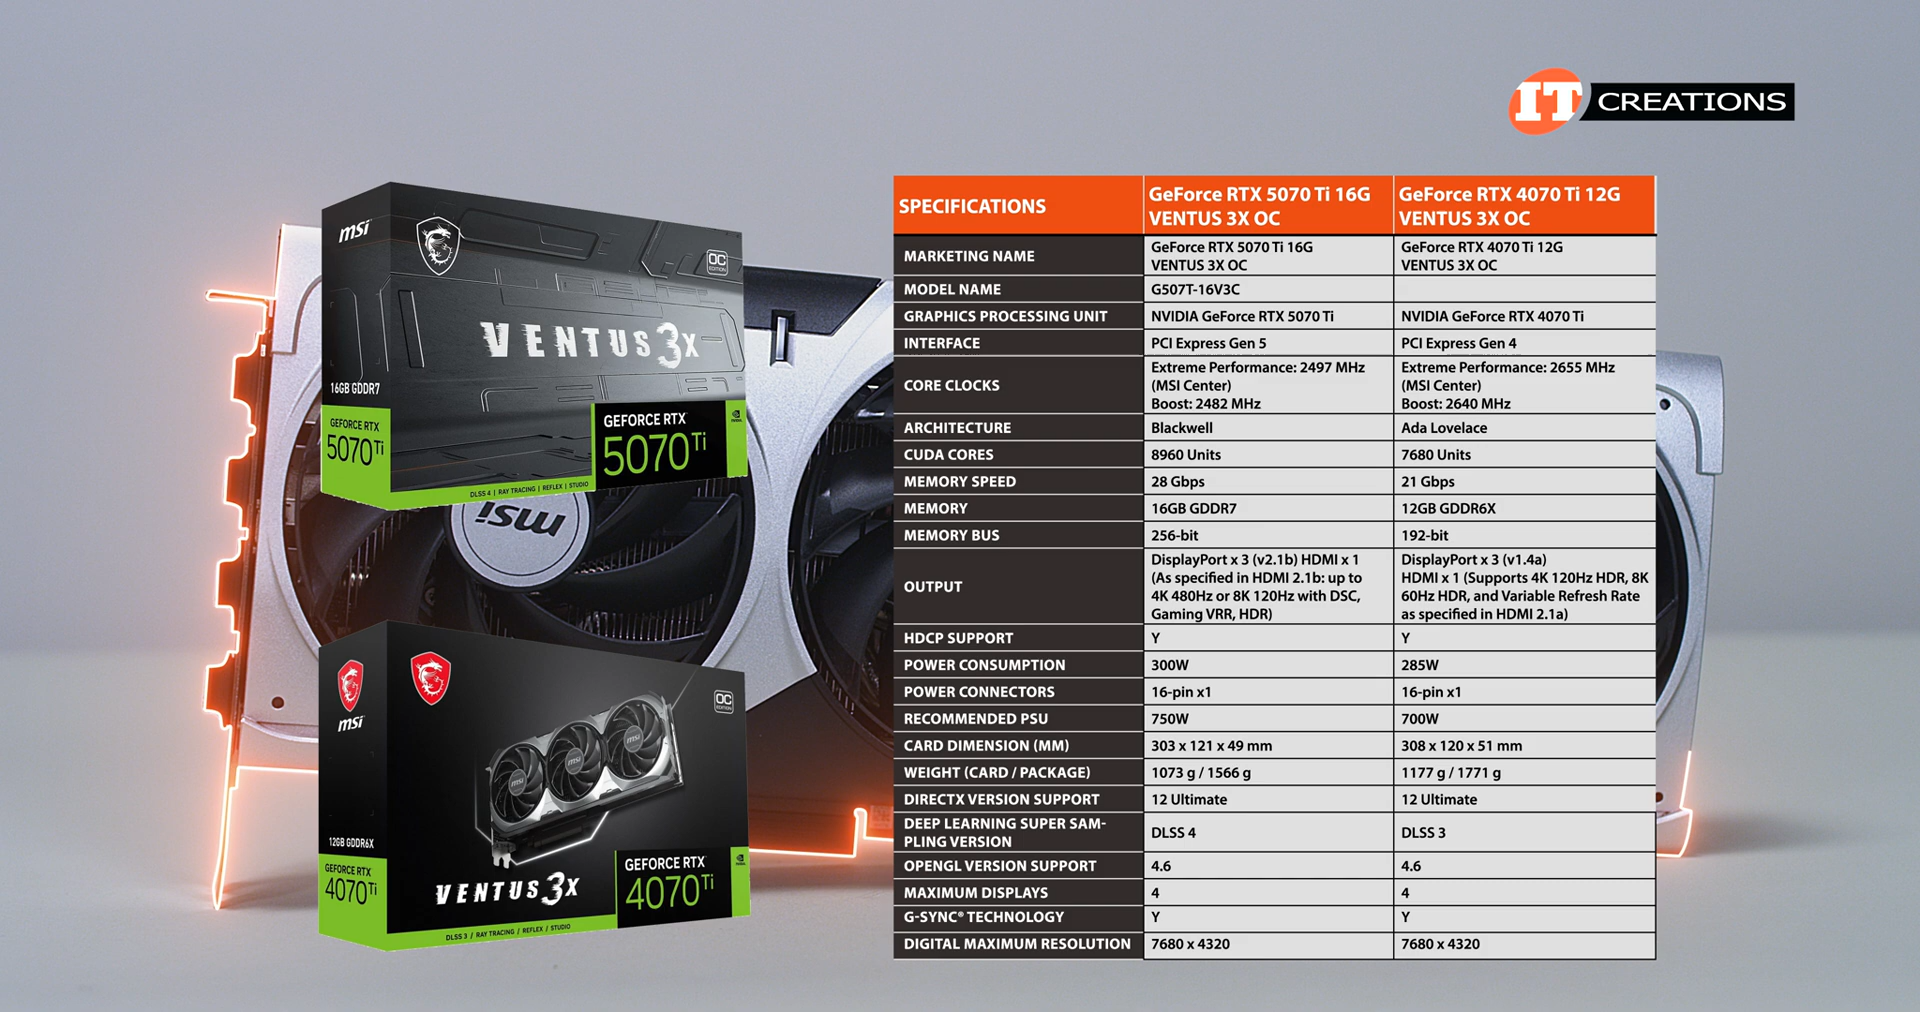 IT CREATIONS
msi
OC
EDITION
VENTUS 3X
16GB GDDR7
GEFORCE RTX
5070 Ti
GEFORCE RTX
5070 Ti
NVIDIA
DLSS 4 | RAY TRACING | REFLEX | STUDIO
msi
msi
OC
EDITION
msi
msi
msi
12GB GDDR6X
GEFORCE RTX
4070 Ti
VENTUS 3X
GEFORCE RTX
4070 Ti
NVIDIA
DLSS 3 / RAY TRACING / REFLEX / STUDIO
SPECIFICATIONS
GeForce RTX 5070 Ti 16G
VENTUS 3X OC
GeForce RTX 4070 Ti 12G
VENTUS 3X OC
MARKETING NAME
GeForce RTX 5070 Ti 16G
VENTUS 3X OC
GeForce RTX 4070 Ti 12G
VENTUS 3X OC
MODEL NAME
G507T-16V3C
GRAPHICS PROCESSING UNIT
NVIDIA GeForce RTX 5070 Ti
NVIDIA GeForce RTX 4070 Ti
INTERFACE
PCI Express Gen 5
PCI Express Gen 4
CORE CLOCKS
Extreme Performance: 2497 MHz
(MSI Center)
Boost: 2482 MHz
Extreme Performance: 2655 MHz
(MSI Center)
Boost: 2640 MHz
ARCHITECTURE
Blackwell
Ada Lovelace
CUDA CORES
8960 Units
7680 Units
MEMORY SPEED
28 Gbps
21 Gbps
MEMORY
16GB GDDR7
12GB GDDR6X
MEMORY BUS
256-bit
192-bit
OUTPUT
DisplayPort x 3 (v2.1b) HDMI x 1
(As specified in HDMI 2.1b: up to
4K 480Hz or 8K 120Hz with DSC,
Gaming VRR, HDR)
DisplayPort x 3 (v1.4a)
HDMI x 1 (Supports 4K 120Hz HDR, 8K
60Hz HDR, and Variable Refresh Rate
as specified in HDMI 2.1a)
HDCP SUPPORT
Y
Y
POWER CONSUMPTION
300W
285W
POWER CONNECTORS
16-pin x1
16-pin x1
RECOMMENDED PSU
750W
700W
CARD DIMENSION (MM)
303 x 121 x 49 mm
308 x 120 x 51 mm
WEIGHT (CARD / PACKAGE)
1073 g / 1566 g
1177 g / 1771 g
DIRECTX VERSION SUPPORT
12 Ultimate
12 Ultimate
DEEP LEARNING SUPER SAM-
PLING VERSION
DLSS 4
DLSS 3
OPENGL VERSION SUPPORT
4.6
4.6
MAXIMUM DISPLAYS
4
4
G-SYNC® TECHNOLOGY
Y
Y
DIGITAL MAXIMUM RESOLUTION
7680 x 4320
7680 x 4320